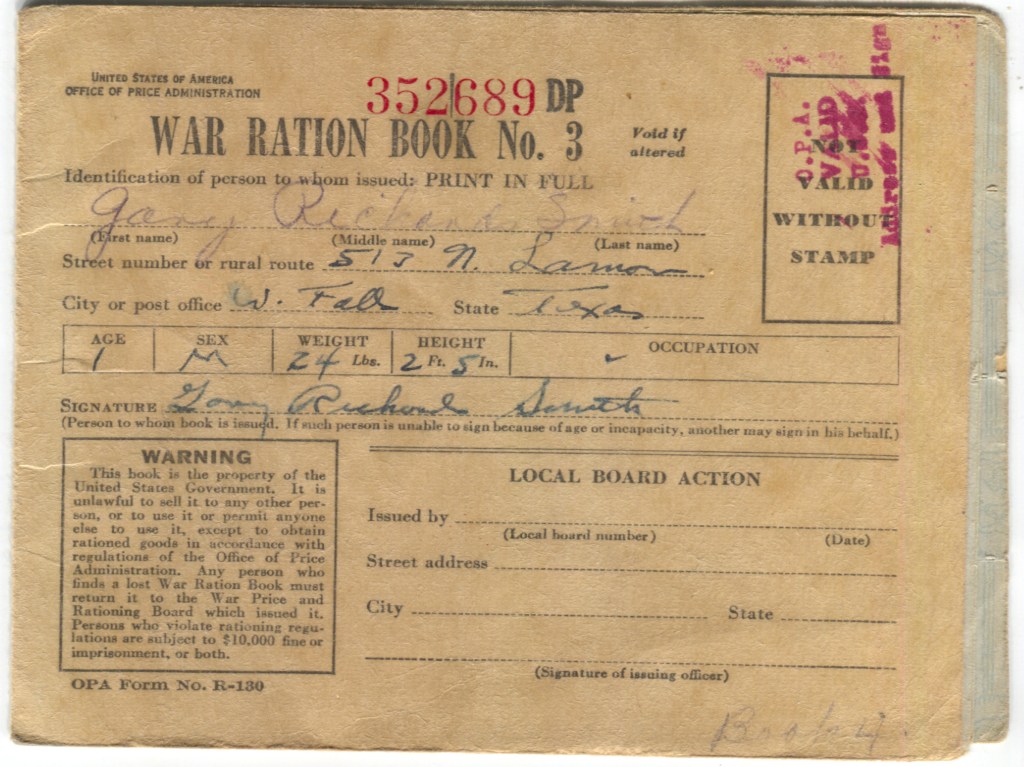 UNITED STATES OF AMERICA
OFFICE OF PRICE ADMINISTRATION
352689 DP
WAR RATION BOOK No. 3
Void if
altered
Identification of person to whom issued: PRINT IN FULL
Gary Richard Smith
(First name) (Middle name) (Last name)
Street number or rural route 513 N. Lamar
City or post office W. Falls State Texas
AGE SEX WEIGHT HEIGHT OCCUPATION
1 M 24 Lbs. 2 Ft. 5 In.
SIGNATURE Gary Richard Smith
(Person to whom book is issued. If such person is unable to sign because of age or incapacity, another may sign in his behalf.)
O.P.A.
VALID
NOT
VALID
WITHOUT
STAMP
WARNING
This book is the property of the
United States Government. It is
unlawful to sell it to any other per-
son, or to use it or permit anyone
else to use it, except to obtain
rationed goods in accordance with
regulations of the Office of Price
Administration. Any person who
finds a lost War Ration Book must
return it to the War Price and
Rationing Board which issued it.
Persons who violate rationing regu-
lations are subject to $10,000 fine or
imprisonment, or both.
OPA Form No. R-130
LOCAL BOARD ACTION
Issued by
(Local board number) (Date)
Street address
City State
(Signature of issuing officer)